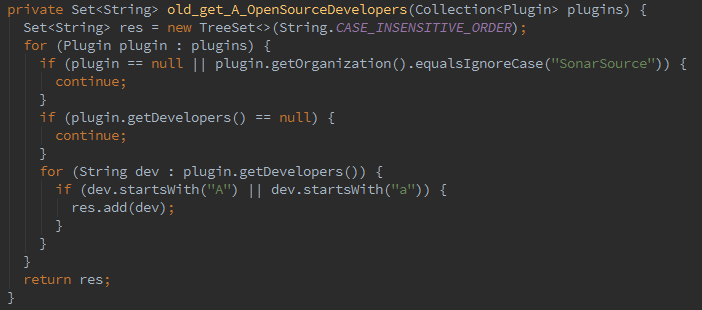 private Set<String> old_get_A_OpenSourceDevelopers(Collection<Plugin> plugins) {
  Set<String> res = new TreeSet<>(String.CASE_INSENSITIVE_ORDER);
  for (Plugin plugin : plugins) {
    if (plugin == null || plugin.getOrganization().equalsIgnoreCase("SonarSource")) {
      continue;
    }
    if (plugin.getDevelopers() == null) {
      continue;
    }
    for (String dev : plugin.getDevelopers()) {
      if (dev.startsWith("A") || dev.startsWith("a")) {
        res.add(dev);
      }
    }
  }
  return res;
}